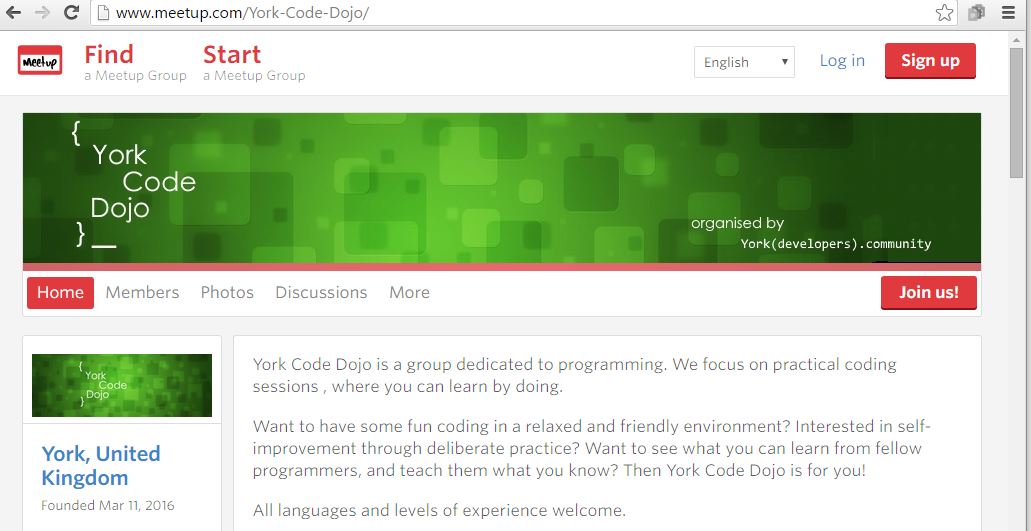 www.meetup.com/York-Code-Dojo/
Meetup
Find
a Meetup Group
Start
a Meetup Group
English
Log in
Sign up
{
York
Code
Dojo
}_
organised by
York(developers).community
Home
Members
Photos
Discussions
More
Join us!
{
York
Code
Dojo
}
York, United
Kingdom
Founded Mar 11, 2016
York Code Dojo is a group dedicated to programming. We focus on practical coding
sessions , where you can learn by doing.
Want to have some fun coding in a relaxed and friendly environment? Interested in self-
improvement through deliberate practice? Want to see what you can learn from fellow
programmers, and teach them what you know? Then York Code Dojo is for you!
All languages and levels of experience welcome.